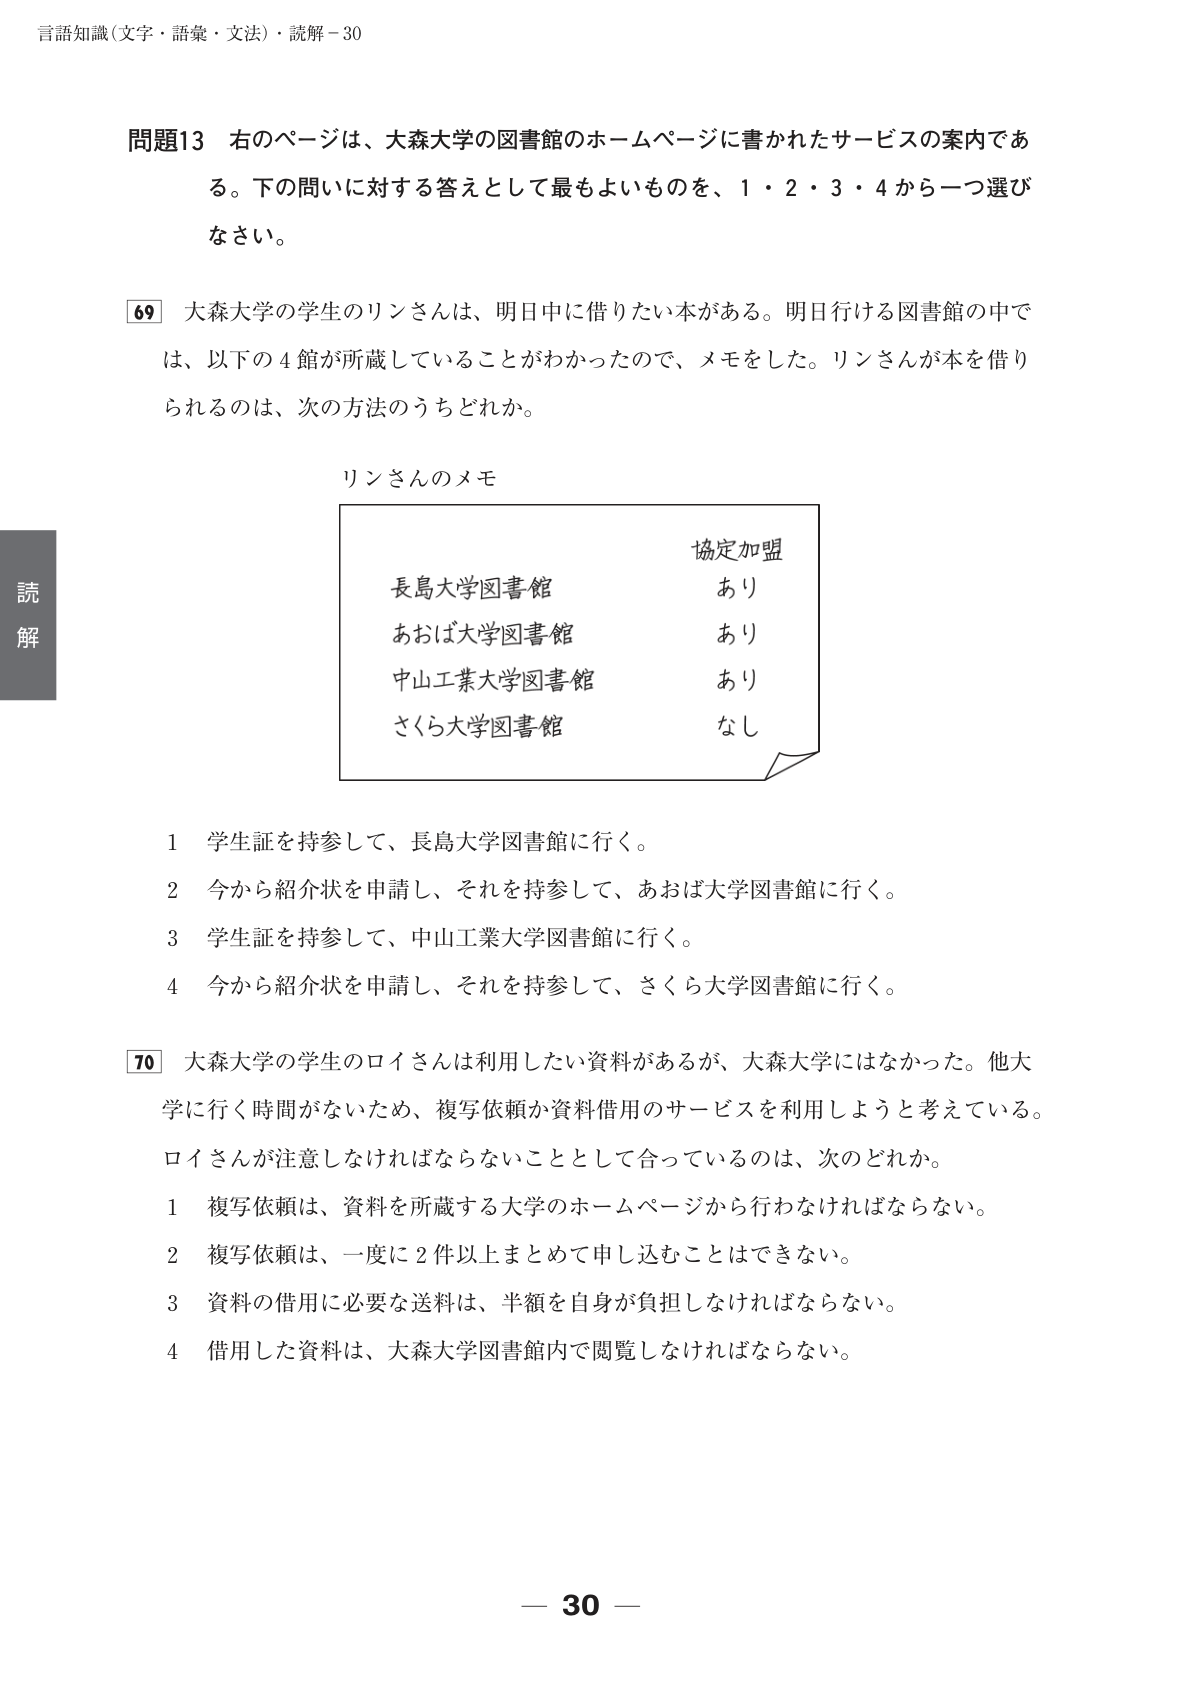 言語知識（文字・語彙・文法）・読解－30
問題13　右のページは、大森大学の図書館のホームページに書かれたサービスの案内であ
る。下の問いに対する答えとして最もよいものを、1・2・3・4から一つ選び
なさい。
69　大森大学の学生のリンさんは、明日中に借りたい本がある。明日行ける図書館の中で
は、以下の4館が所蔵していることがわかったので、メモをした。リンさんが本を借り
られるのは、次の方法のうちどれか。
リンさんのメモ
協定加盟
長島大学図書館　あり
あおば大学図書館　あり
中山工業大学図書館　あり
さくら大学図書館　なし
読
解
1　学生証を持参して、長島大学図書館に行く。
2　今から紹介状を申請し、それを持参して、あおば大学図書館に行く。
3　学生証を持参して、中山工業大学図書館に行く。
4　今から紹介状を申請し、それを持参して、さくら大学図書館に行く。
70　大森大学の学生のロイさんは利用したい資料があるが、大森大学にはなかった。他大
学に行く時間がないため、複写依頼か資料借用のサービスを利用しようと考えている。
ロイさんが注意しなければならないこととして合っているのは、次のどれか。
1　複写依頼は、資料を所蔵する大学のホームページから行わなければならない。
2　複写依頼は、一度に2件以上まとめて申し込むことはできない。
3　資料の借用に必要な送料は、半額を自身が負担しなければならない。
4　借用した資料は、大森大学図書館内で閲覧しなければならない。
— 30 —